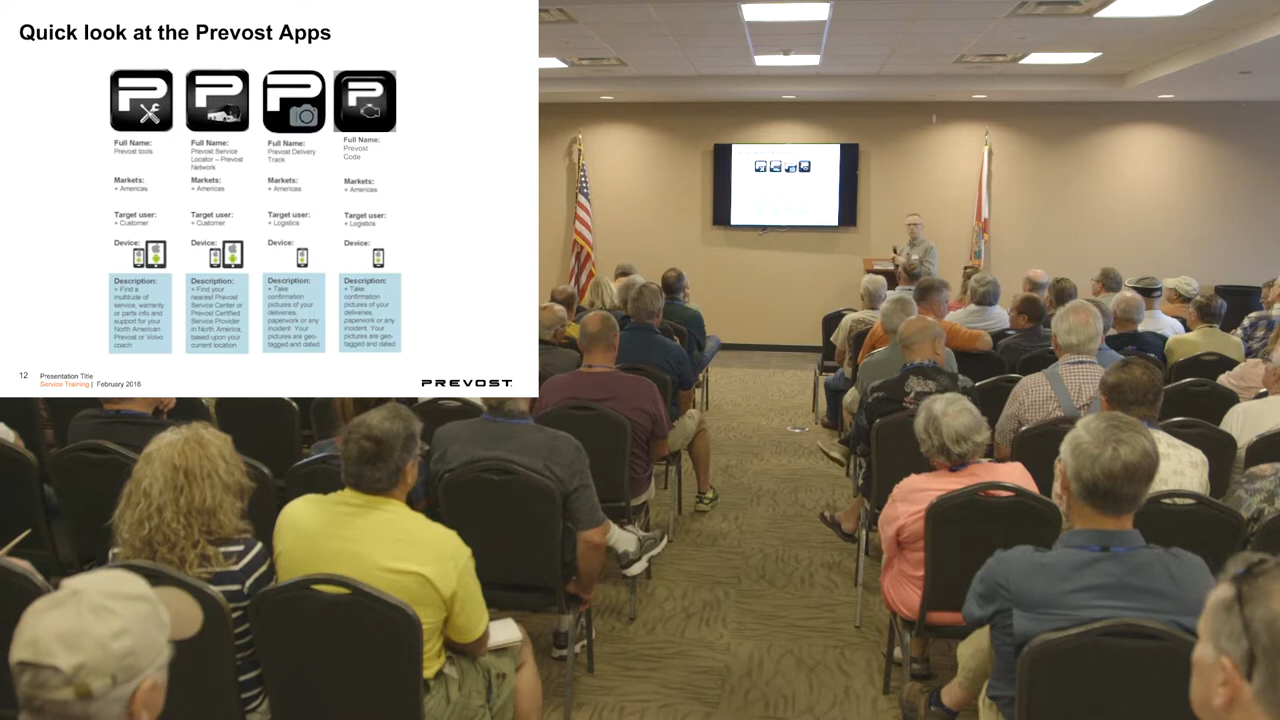 Quick look at the Prevost Apps
Full Name:
Prevost tools
Markets:
+ Americas
Target user:
+ Customer
Device:
Description:
+ Find a
multitude of
service, warranty
or parts info and
support for your
North American
Prevost or Volvo
coach
Full Name:
Prevost Service
Locator – Prevost
Network
Markets:
+ Americas
Target user:
+ Customer
Device:
Description:
+ Find your
nearest Prevost
Service Center or
Prevost Certified
Service Provider
in North America,
based upon your
current location
Full Name:
Prevost Delivery
Track
Markets:
+ Americas
Target user:
+ Logistics
Device:
Description:
+ Take
confirmation
pictures of your
deliveries,
paperwork or any
incident Your
pictures are geo-
tagged and dated
Full Name:
Prevost
Code
Markets:
+ Americas
Target user:
+ Logistics
Device:
Description:
+ Take
confirmation
pictures of your
deliveries,
paperwork or any
incident Your
pictures are geo-
tagged and dated
12 Presentation Title
Service Training | February 2018
PREVOST